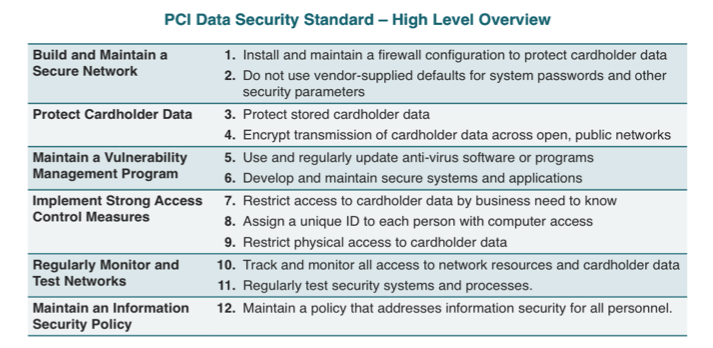 PCI Data Security Standard – High Level Overview
Build and Maintain a
Secure Network
1. Install and maintain a firewall configuration to protect cardholder data
2. Do not use vendor-supplied defaults for system passwords and other
security parameters
Protect Cardholder Data
3. Protect stored cardholder data
4. Encrypt transmission of cardholder data across open, public networks
Maintain a Vulnerability
Management Program
5. Use and regularly update anti-virus software or programs
6. Develop and maintain secure systems and applications
Implement Strong Access
Control Measures
7. Restrict access to cardholder data by business need to know
8. Assign a unique ID to each person with computer access
9. Restrict physical access to cardholder data
Regularly Monitor and
Test Networks
10. Track and monitor all access to network resources and cardholder data
11. Regularly test security systems and processes.
Maintain an Information
Security Policy
12. Maintain a policy that addresses information security for all personnel.